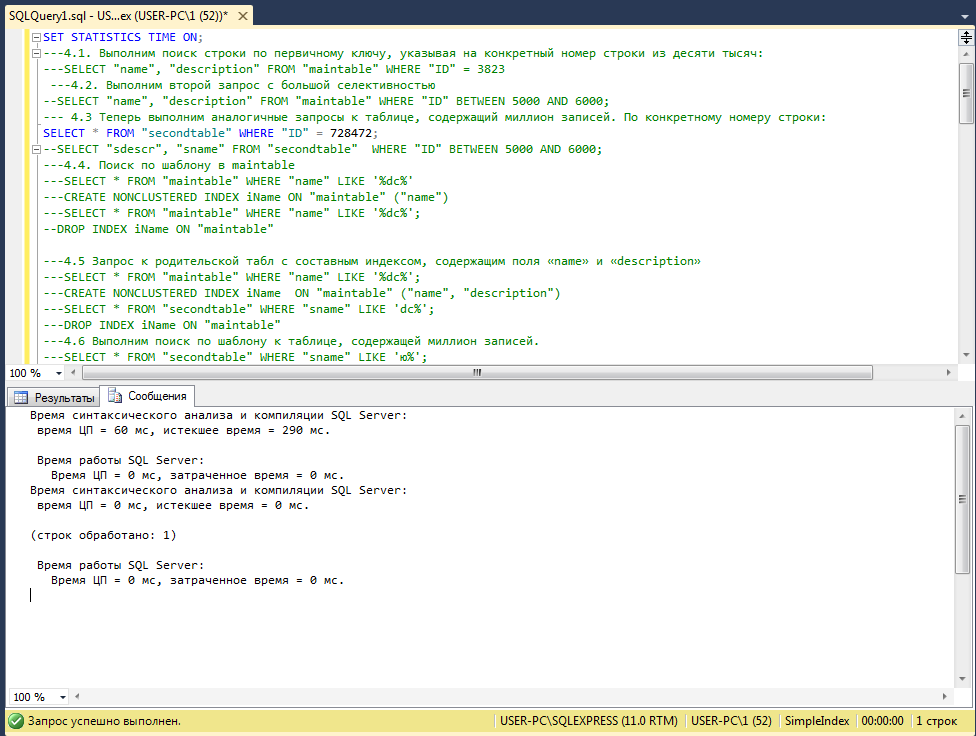 SQLQuery1.sql - US...ex (USER-PC\1 (52))*
SET STATISTICS TIME ON;
---4.1. Выполним поиск строки по первичному ключу, указывая на конкретный номер строки из десяти тысяч:
---SELECT "name", "description" FROM "maintable" WHERE "ID" = 3823
---4.2. Выполним второй запрос с большой селективностью
--SELECT "name", "description" FROM "maintable" WHERE "ID" BETWEEN 5000 AND 6000;
--- 4.3 Теперь выполним аналогичные запросы к таблице, содержащий миллион записей. По конкретному номеру строки:
SELECT * FROM "secondtable" WHERE "ID" = 728472;
--SELECT "sdescr", "sname" FROM "secondtable"  WHERE "ID" BETWEEN 5000 AND 6000;
---4.4. Поиск по шаблону в maintable
---SELECT * FROM "maintable" WHERE "name" LIKE '%dc%'
---CREATE NONCLUSTERED INDEX iName ON "maintable" ("name")
---SELECT * FROM "maintable" WHERE "name" LIKE '%dc%';
--DROP INDEX iName ON "maintable"
---4.5 Запрос к родительской табл с составным индексом, содержащим поля «name» и «description»
---SELECT * FROM "maintable" WHERE "name" LIKE '%dc%';
---CREATE NONCLUSTERED INDEX iName  ON "maintable" ("name", "description")
---SELECT * FROM "secondtable" WHERE "sname" LIKE 'dc%';
---DROP INDEX iName ON "maintable"
---4.6 Выполним поиск по шаблону к таблице, содержащей миллион записей.
---SELECT * FROM "secondtable" WHERE "sname" LIKE 'ю%';
100 %
Результаты Сообщения
Время синтаксического анализа и компиляции SQL Server:
время ЦП = 60 мс, истекшее время = 290 мс.
Время работы SQL Server:
Время ЦП = 0 мс, затраченное время = 0 мс.
Время синтаксического анализа и компиляции SQL Server:
время ЦП = 0 мс, истекшее время = 0 мс.
(строк обработано: 1)
Время работы SQL Server:
Время ЦП = 0 мс, затраченное время = 0 мс.
100 %
Запрос успешно выполнен. USER-PC\SQLEXPRESS (11.0 RTM) USER-PC\1 (52) SimpleIndex 00:00:00 1 строк